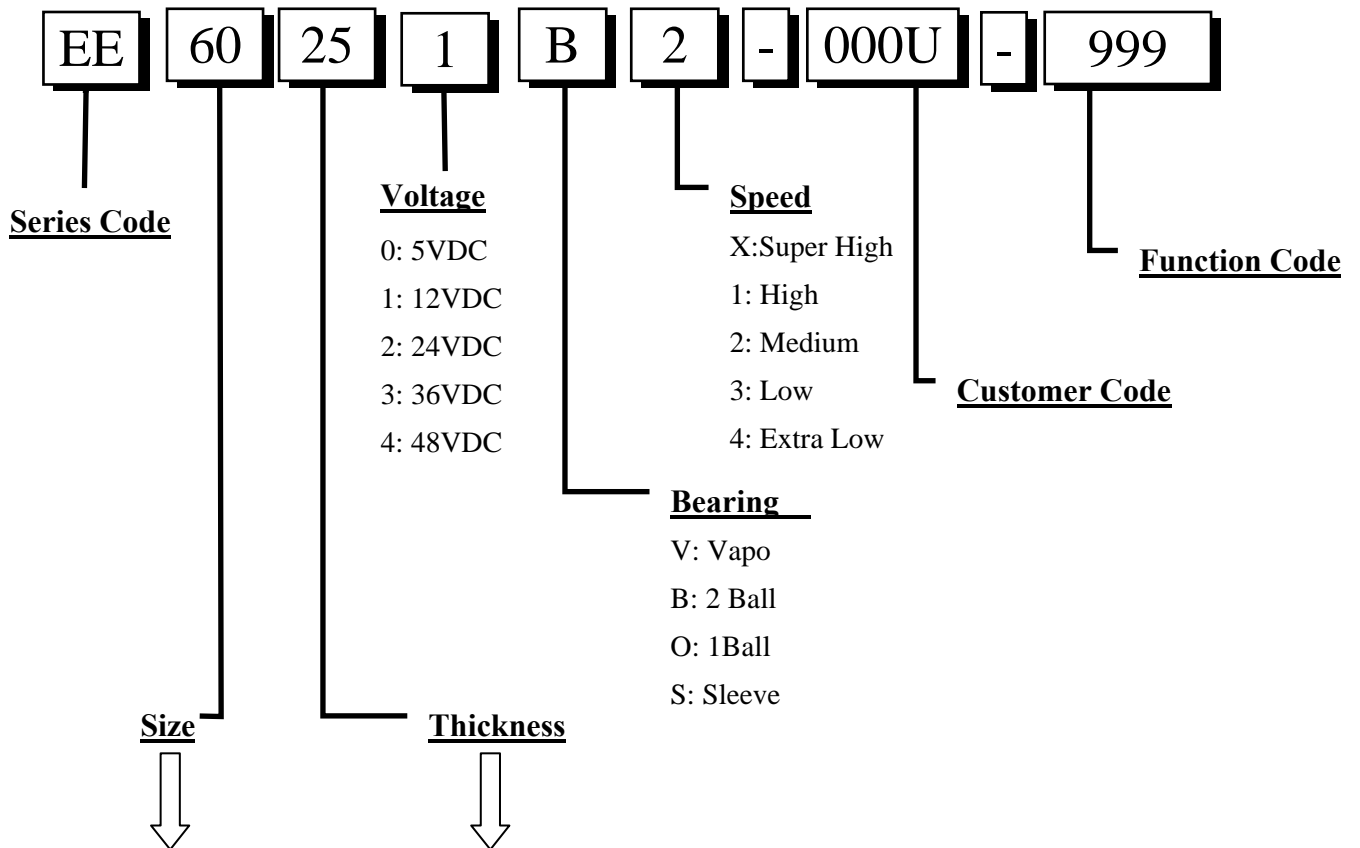 EE 60 25 1 B 2 - 000U - 999
Series Code
Voltage
0: 5VDC
1: 12VDC
2: 24VDC
3: 36VDC
4: 48VDC
Speed
X:Super High
1: High
2: Medium
3: Low
4: Extra Low
Function Code
Customer Code
Bearing
V: Vapo
B: 2 Ball
O: 1Ball
S: Sleeve
Size
Thickness